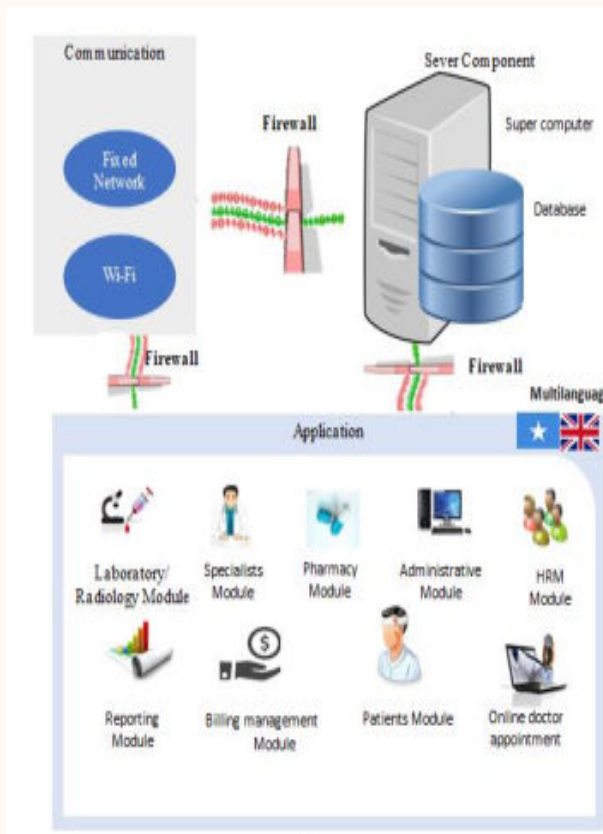 Communication
Sever Component
Firewall
Super computer
Fixed
Network
Database
Wi-Fi
Firewall
Firewall
Multilanguag
Application
Laboratory/
Radiology Module
Specialists
Module
Pharmacy
Module
Administrative
Module
HRM
Module
Reporting
Module
Billing management
Module
Patients Module
Online doctor
appointment